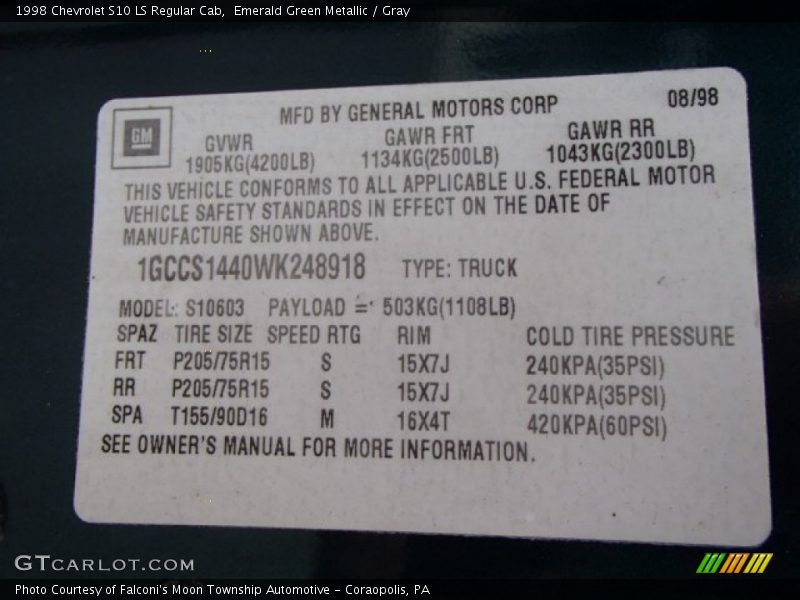 1998 Chevrolet S10 LS Regular Cab,  Emerald Green Metallic / Gray
MFD BY GENERAL MOTORS CORP 08/98
GM
GVWR GAWR FRT GAWR RR
1905KG(4200LB) 1134KG(2500LB) 1043KG(2300LB)
THIS VEHICLE CONFORMS TO ALL APPLICABLE U.S. FEDERAL MOTOR
VEHICLE SAFETY STANDARDS IN EFFECT ON THE DATE OF
MANUFACTURE SHOWN ABOVE.
1GCCS1440WK248918 TYPE: TRUCK
MODEL: S10603 PAYLOAD = 503KG(1108LB)
SPAZ TIRE SIZE SPEED RTG RIM COLD TIRE PRESSURE
FRT P205/75R15 S 15X7J 240KPA(35PSI)
RR P205/75R15 S 15X7J 240KPA(35PSI)
SPA T155/90D16 M 16X4T 420KPA(60PSI)
SEE OWNER'S MANUAL FOR MORE INFORMATION.
GTCARLOT.COM
Photo Courtesy of Falconi's Moon Township Automotive - Coraopolis, PA